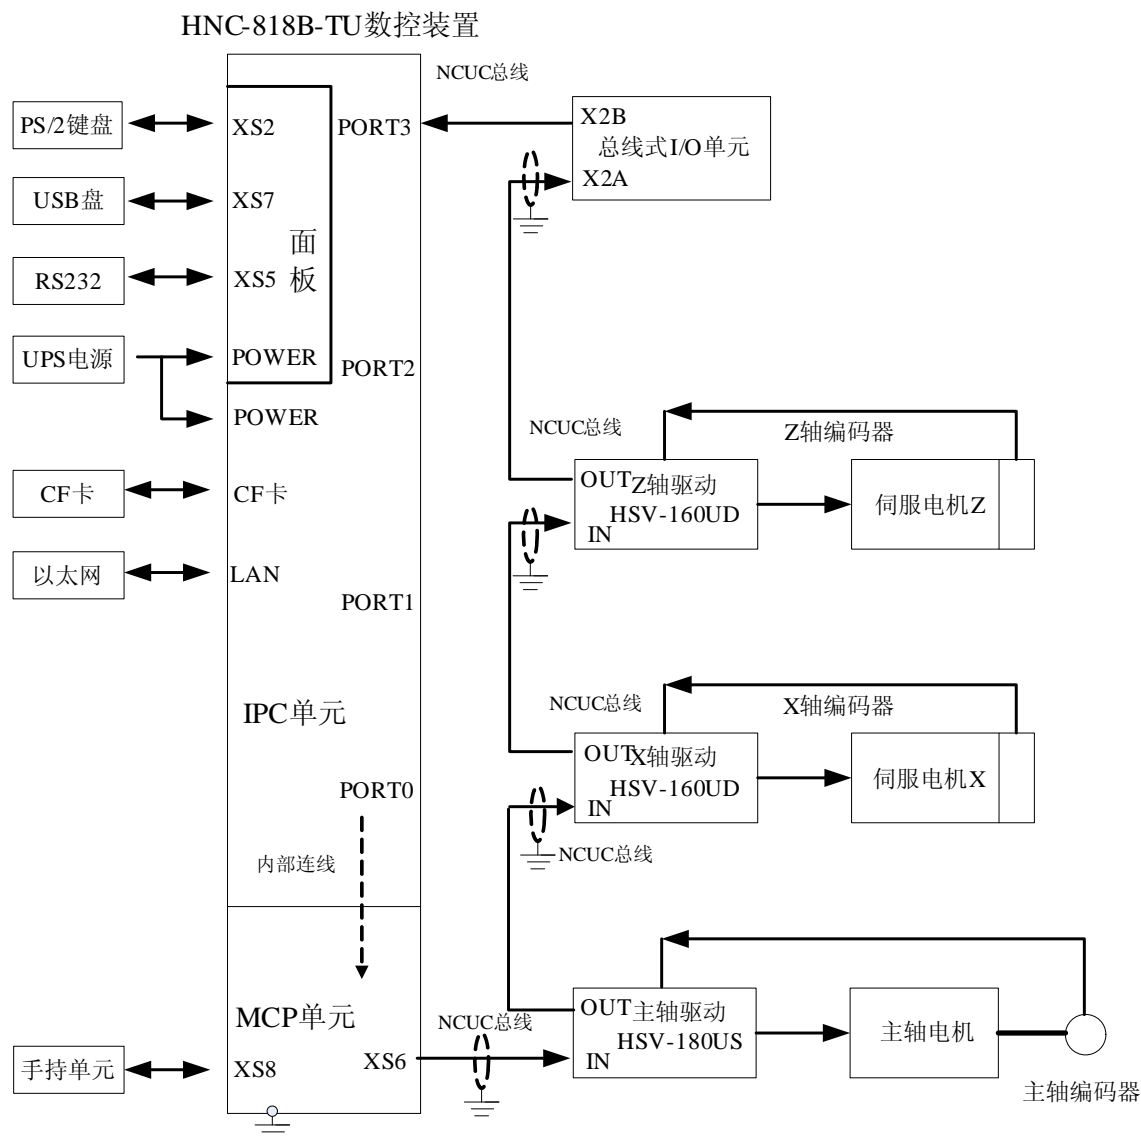 HNC-818B-TU数控装置
NCUC总线
PS/2键盘
XS2
PORT3
X2B
总线式I/O单元
X2A
USB盘
XS7
面
板
RS232
XS5
UPS电源
POWER
PORT2
POWER
NCUC总线
Z轴编码器
CF卡
CF卡
OUT
Z轴驱动
HSV-160UD
IN
伺服电机Z
以太网
LAN
PORT1
NCUC总线
X轴编码器
IPC单元
OUT
X轴驱动
HSV-160UD
IN
伺服电机X
PORT0
内部连线
NCUC总线
MCP单元
NCUC总线
OUT
主轴驱动
HSV-180US
IN
主轴电机
手持单元
XS8
XS6
主轴编码器